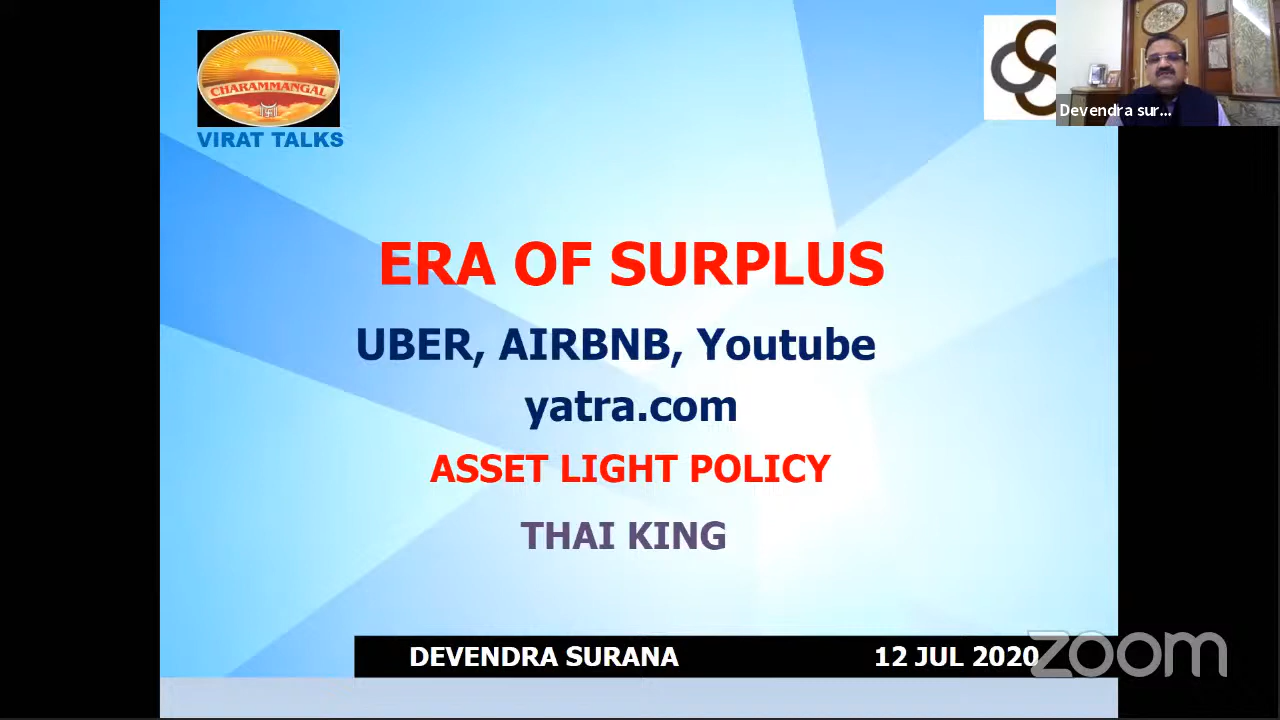 CHARAMMANGAL
VIRAT TALKS
Devendra sur...
ERA OF SURPLUS
UBER, AIRBNB, Youtube
yatra.com
ASSET LIGHT POLICY
THAI KING
DEVENDRA SURANA 12 JUL 2020
zoom